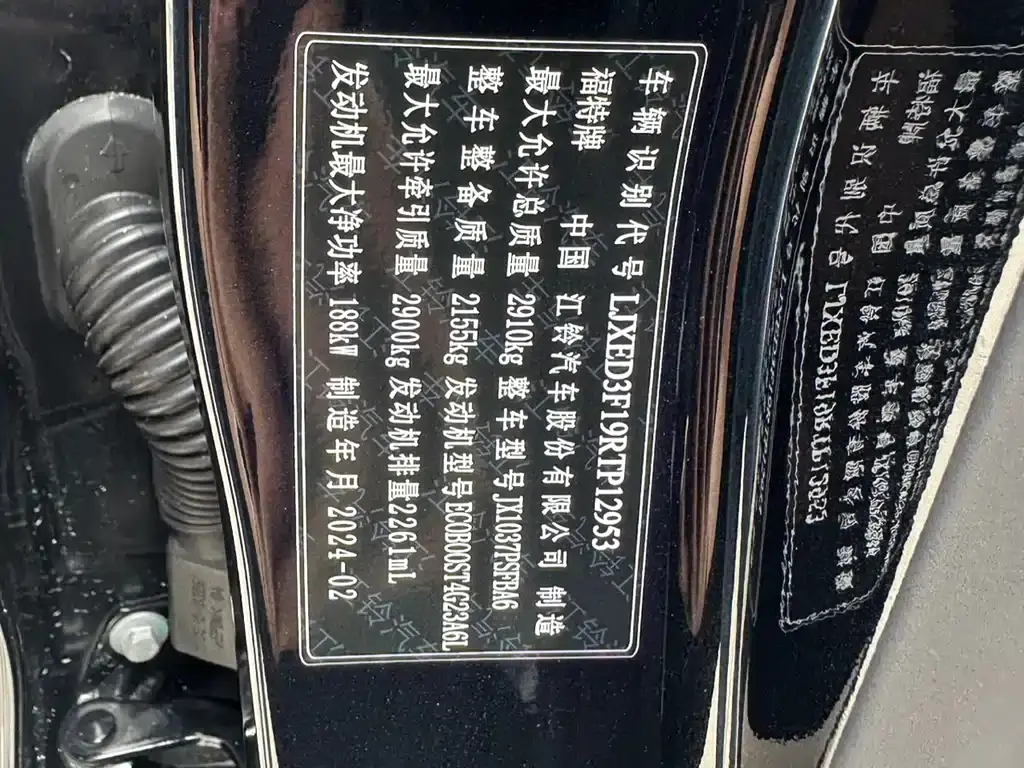 车辆识别代号 LJXED3F19RTP12953
福特牌 中国 江铃汽车股份有限公司 制造
最大允许总质量 2910kg 整车型号 JX1037PSFBA6
整车整备质量 2155kg 发动机型号 ECOBOOST4G23A6L
最大允许牵引质量 2900kg 发动机排量 2261mL
发动机最大净功率 188kW 制造年月 2024-02